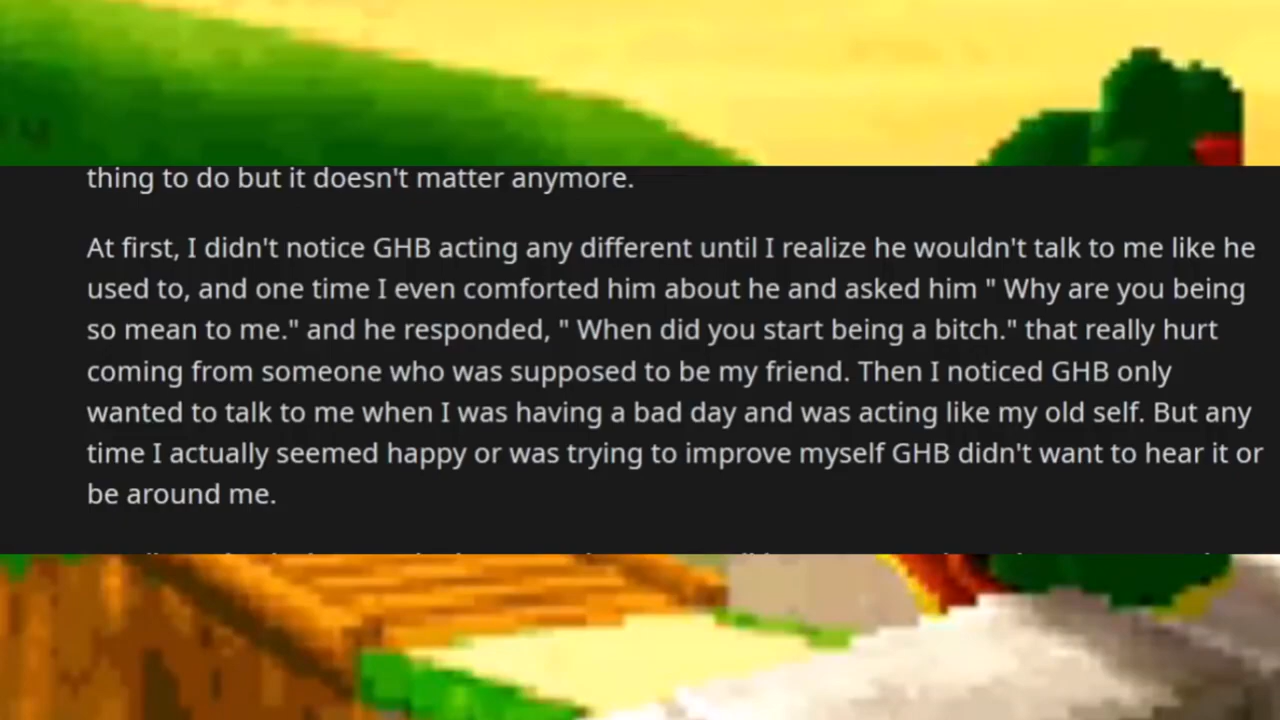 thing to do but it doesn't matter anymore.
At first, I didn't notice GHB acting any different until I realize he wouldn't talk to me like he
used to, and one time I even comforted him about he and asked him " Why are you being
so mean to me." and he responded, " When did you start being a bitch." that really hurt
coming from someone who was supposed to be my friend. Then I noticed GHB only
wanted to talk to me when I was having a bad day and was acting like my old self. But any
time I actually seemed happy or was trying to improve myself GHB didn't want to hear it or
be around me.